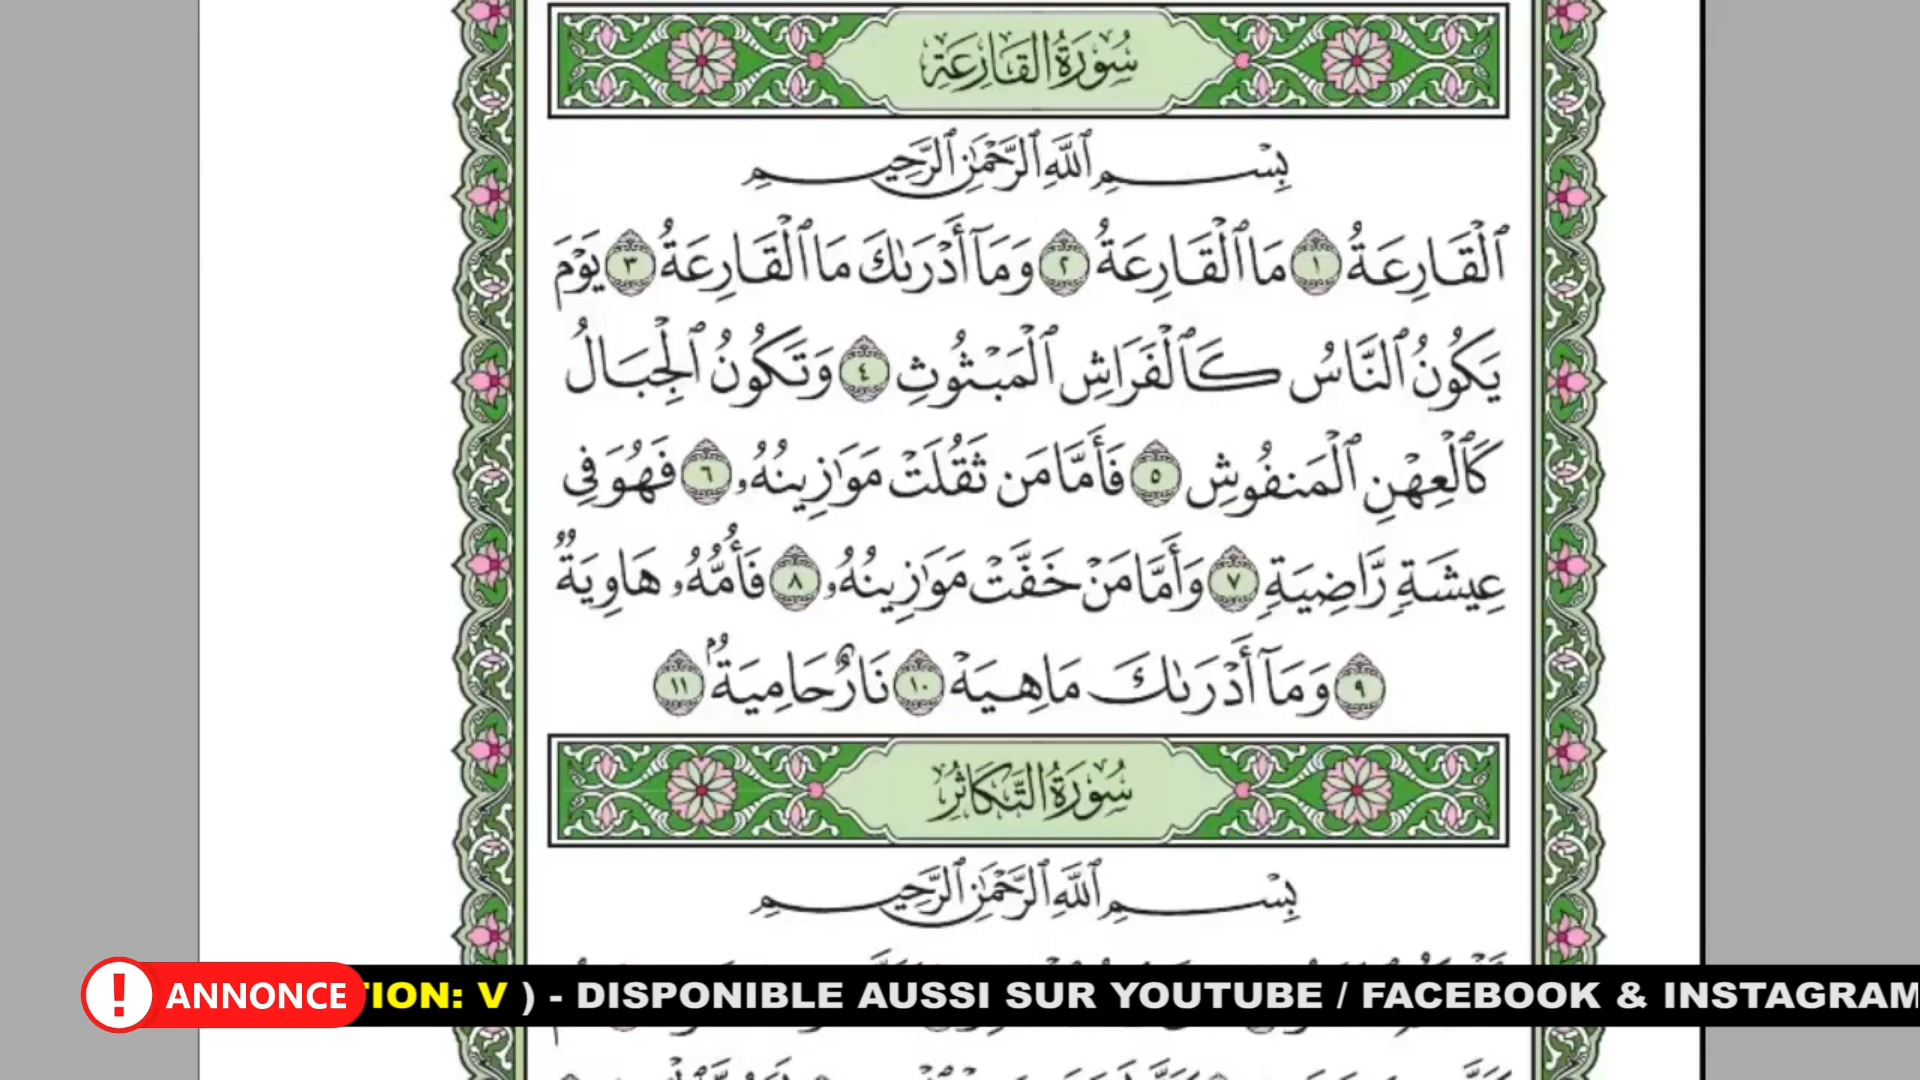 سُورَةُ القَارِعَةِ
بِسْمِ ٱللَّهِ ٱلرَّحْمَٰنِ ٱلرَّحِيمِ
ٱلْقَارِعَةُ ١ مَا ٱلْقَارِعَةُ ٢ وَمَآ أَدْرَىٰكَ مَا ٱلْقَارِعَةُ ٣ يَوْمَ
يَكُونُ ٱلنَّاسُ كَٱلْفَرَاشِ ٱلْمَبْثُوثِ ٤ وَتَكُونُ ٱلْجِبَالُ
كَٱلْعِهْنِ ٱلْمَنفُوشِ ٥ فَأَمَّا مَن ثَقُلَتْ مَوَٰزِينُهُۥ ٦ فَهُوَ فِى
عِيشَةٍ رَّاضِيَةٍ ٧ وَأَمَّا مَنْ خَفَّتْ مَوَٰزِينُهُۥ ٨ فَأُمُّهُۥ هَاوِيَةٌ
٩ وَمَآ أَدْرَىٰكَ مَا هِيَهْ ١٠ نَارٌ حَامِيَةٌۢ ١١
سُورَةُ التَّكَاثُرِ
بِسْمِ ٱللَّهِ ٱلرَّحْمَٰنِ ٱلرَّحِيمِ
! ANNONCE TION: V ) - DISPONIBLE AUSSI SUR YOUTUBE / FACEBOOK & INSTAGRAM